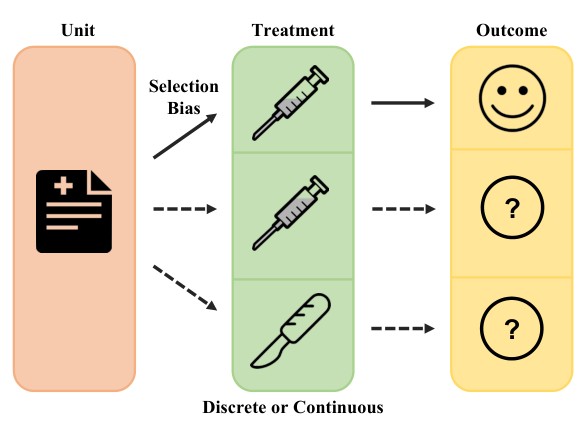 Unit
Treatment
Outcome
Selection
Bias
?
?
Discrete or Continuous